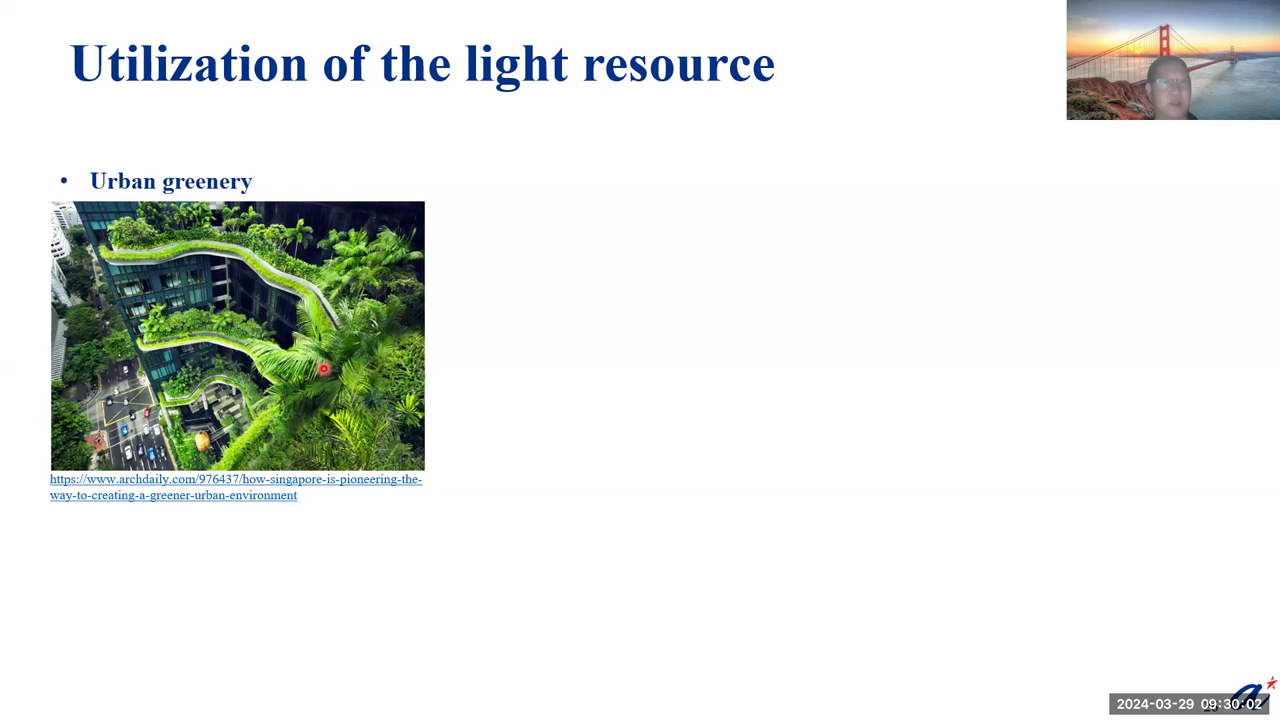 Utilization of the light resource
• Urban greenery
https://www.archdaily.com/976437/how-singapore-is-pioneering-the-
way-to-creating-a-greener-urban-environment
2024-03-29 09:30:02